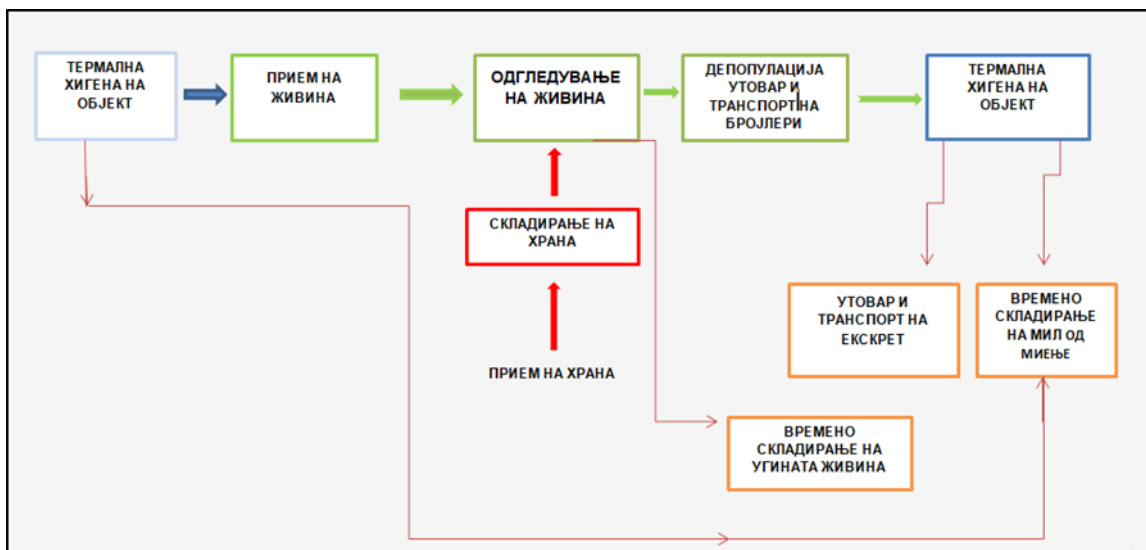 ТЕРМАЛНА
ХИГЕНА НА
ОБЈЕКТ
ПРИЕМ НА
ЖИВИНА
ОДГЛЕДУВАЊЕ
НА ЖИВИНА
ДЕПОПУЛАЦИЈА
УТОВАР И
ТРАНСПОРТ НА
БРОЈЛЕРИ
ТЕРМАЛНА
ХИГЕНА НА
ОБЈЕКТ
СКЛАДИРАЊЕ НА
ХРАНА
ПРИЕМ НА ХРАНА
УТОВАР И
ТРАНСПОРТ НА
ЕКСКРЕТ
ВРЕМЕНО
СКЛАДИРАЊЕ
НА МИЛ ОД
МИЕЊЕ
ВРЕМЕНО
СКЛАДИРАЊЕ НА
УГИНАТА ЖИВИНА